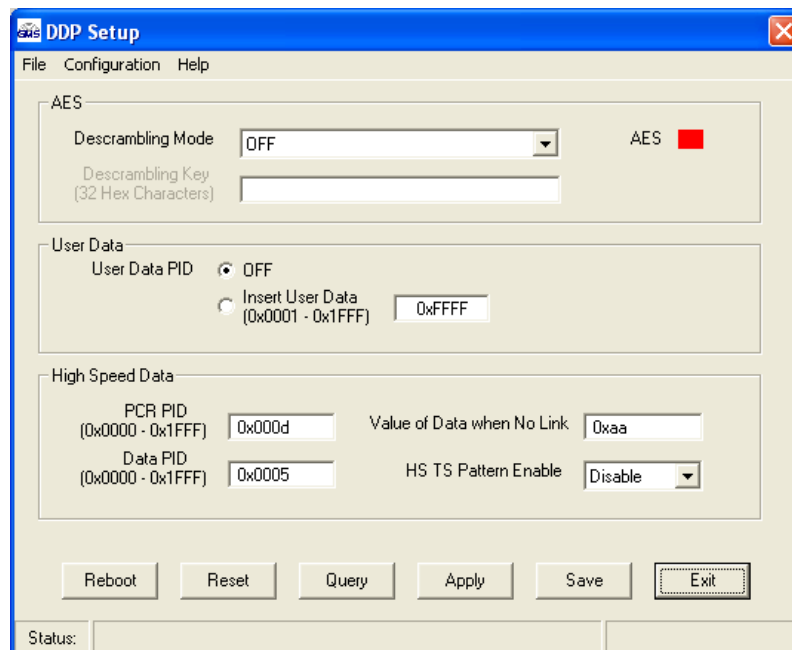 GMS DDP Setup
File Configuration Help
AES
Descrambling Mode OFF AES
Descrambling Key
(32 Hex Characters)
User Data
User Data PID OFF
Insert User Data
(0x0001 - 0x1FFF) 0xFFFF
High Speed Data
PCR PID
(0x0000 - 0x1FFF) 0x000d Value of Data when No Link 0xaa
Data PID
(0x0000 - 0x1FFF) 0x0005 HS TS Pattern Enable Disable
Reboot Reset Query Apply Save Exit
Status: